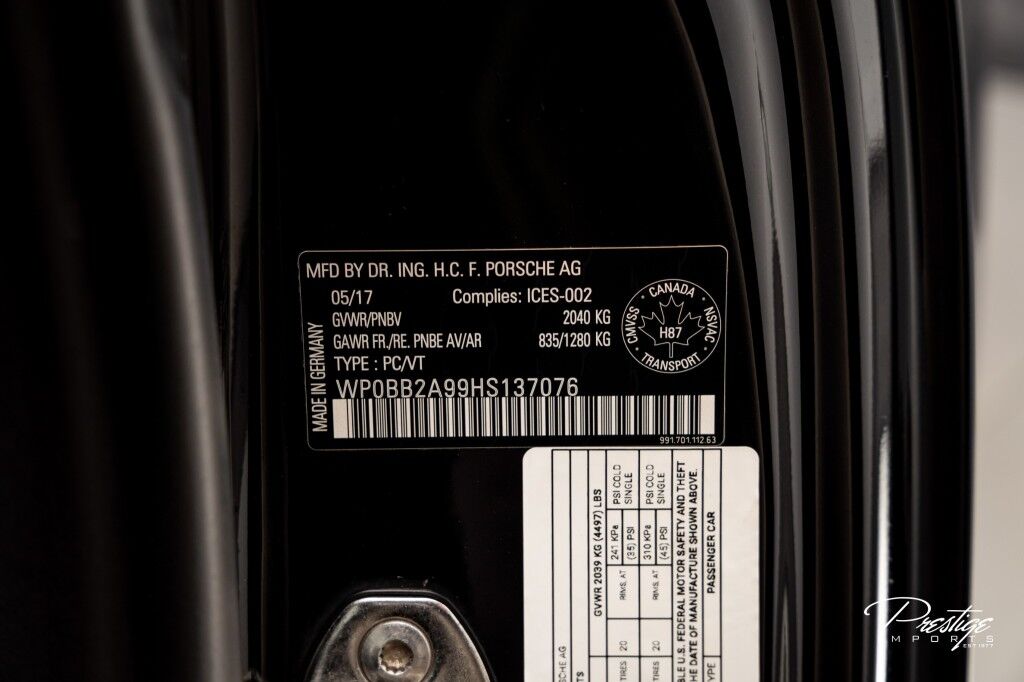 MFD BY DR. ING. H.C. F. PORSCHE AG
05/17 Complies: ICES-002
GVWR/PNBV 2040 KG
GAWR FR./RE. PNBE AV/AR 835/1280 KG
TYPE : PC/VT
WP0BB2A99HS137076
MADE IN GERMANY
CANADA
CMVSS
NSVAC
H87
TRANSPORT
991.701.112.63
SCHE AG
TS
GVWR 2039 KG (4497) LBS
TIRES 20 RIMS, AT 241 KPa PSI COLD
(35) PSI SINGLE
TIRES 20 RIMS, AT 310 KPa PSI COLD
(45) PSI SINGLE
BLE U.S. FEDERAL MOTOR SAFETY AND THEFT
HE DATE OF MANUFACTURE SHOWN ABOVE.
TYPE PASSENGER CAR
Prestige
IMPORTS
EST 1977